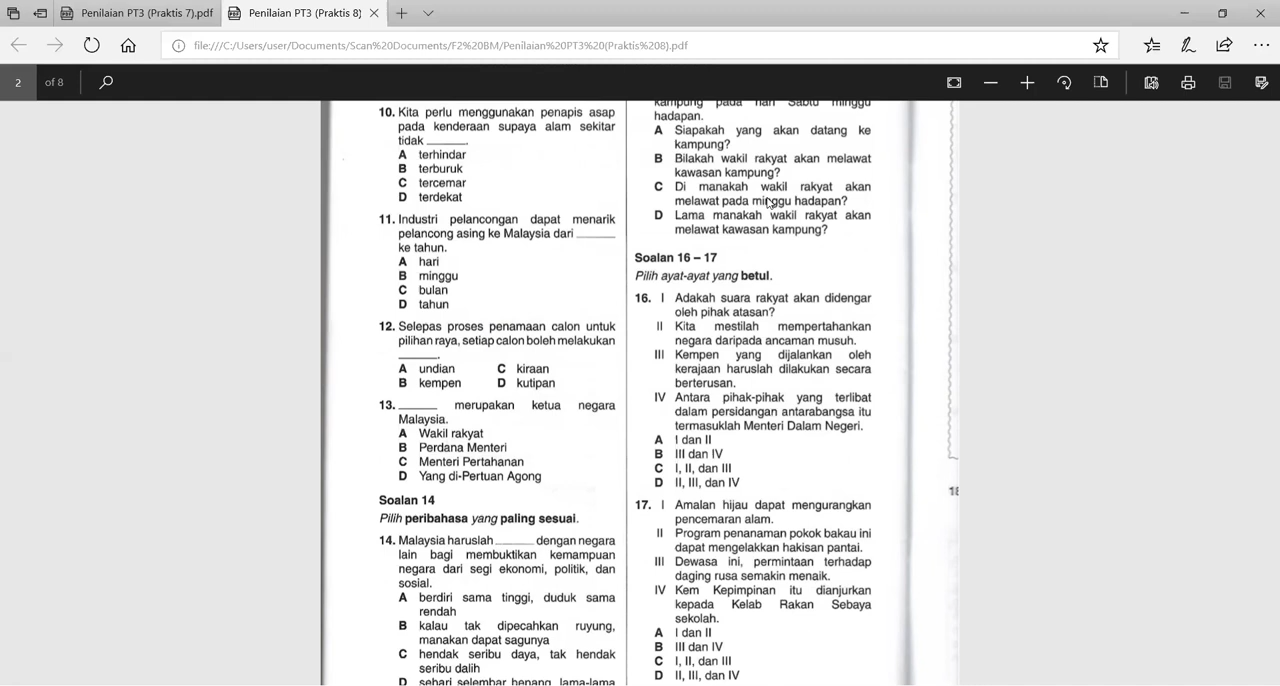 Penilaian PT3 (Praktis 7).pdf
Penilaian PT3 (Praktis 8)
file:///C:/Users/user/Documents/Scan%20Documents/F2%20BM/Penilaian%20PT3%20(Praktis%208).pdf
2 of 8
10. Kita perlu menggunakan penapis asap
pada kenderaan supaya alam sekitar
tidak ______.
A terhindar
B terburuk
C tercemar
D terdekat
11. Industri pelancongan dapat menarik
pelancong asing ke Malaysia dari ______
ke tahun.
A hari
B minggu
C bulan
D tahun
12. Selepas proses penamaan calon untuk
pilihan raya, setiap calon boleh melakukan
______.
A undian C kiraan
B kempen D kutipan
13. ______ merupakan ketua negara
Malaysia.
A Wakil rakyat
B Perdana Menteri
C Menteri Pertahanan
D Yang di-Pertuan Agong
Soalan 14
Pilih peribahasa yang paling sesuai.
14. Malaysia haruslah ______ dengan negara
lain bagi membuktikan kemampuan
negara dari segi ekonomi, politik, dan
sosial.
A berdiri sama tinggi, duduk sama
rendah
B kalau tak dipecahkan ruyung,
manakan dapat sagunya
C hendak seribu daya, tak hendak
seribu dalih
D sehari selembar benang, lama-lama
kampung pada hari Sabtu minggu
hadapan.
A Siapakah yang akan datang ke
kampung?
B Bilakah wakil rakyat akan melawat
kawasan kampung?
C Di manakah wakil rakyat akan
melawat pada minggu hadapan?
D Lama manakah wakil rakyat akan
melawat kawasan kampung?
Soalan 16 – 17
Pilih ayat-ayat yang betul.
16. I Adakah suara rakyat akan didengar
oleh pihak atasan?
II Kita mestilah mempertahankan
negara daripada ancaman musuh.
III Kempen yang dijalankan oleh
kerajaan haruslah dilakukan secara
berterusan.
IV Antara pihak-pihak yang terlibat
dalam persidangan antarabangsa itu
termasuklah Menteri Dalam Negeri.
A I dan II
B III dan IV
C I, II, dan III
D II, III, dan IV
17. I Amalan hijau dapat mengurangkan
pencemaran alam.
II Program penanaman pokok bakau ini
dapat mengelakkan hakisan pantai.
III Dewasa ini, permintaan terhadap
daging rusa semakin menaik.
IV Kem Kepimpinan itu dianjurkan
kepada Kelab Rakan Sebaya
sekolah.
A I dan II
B III dan IV
C I, II, dan III
D II, III, dan IV